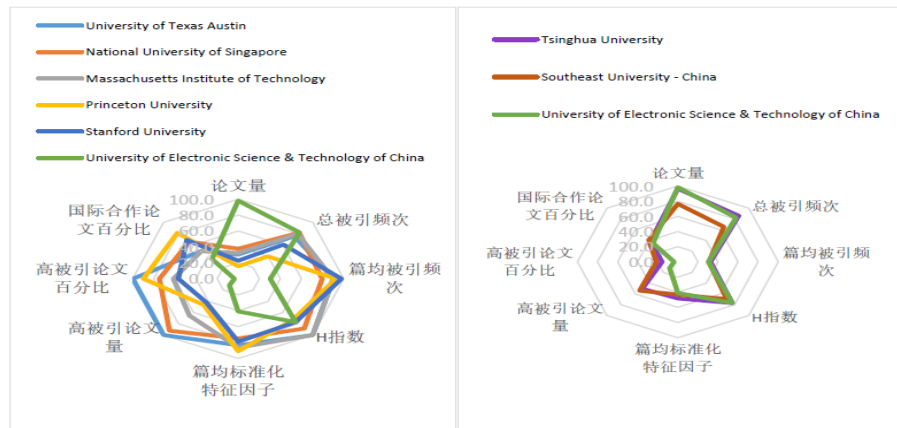 University of Texas Austin
National University of Singapore
Massachusetts Institute of Technology
Princeton University
Stanford University
University of Electronic Science & Technology of China
论文量
100.0
80.0
60.0
40.0
20.0
0.0
总被引频次
篇均被引频
次
H指数
篇均标准化
特征因子
高被引论文
量
高被引论文
百分比
国际合作论
文百分比
Tsinghua University
Southeast University - China
University of Electronic Science & Technology of China
论文量
100.0
80.0
60.0
40.0
20.0
0.0
总被引频次
篇均被引频
次
H指数
篇均标准化
特征因子
高被引论文
量
高被引论文
百分比
国际合作论
文百分比